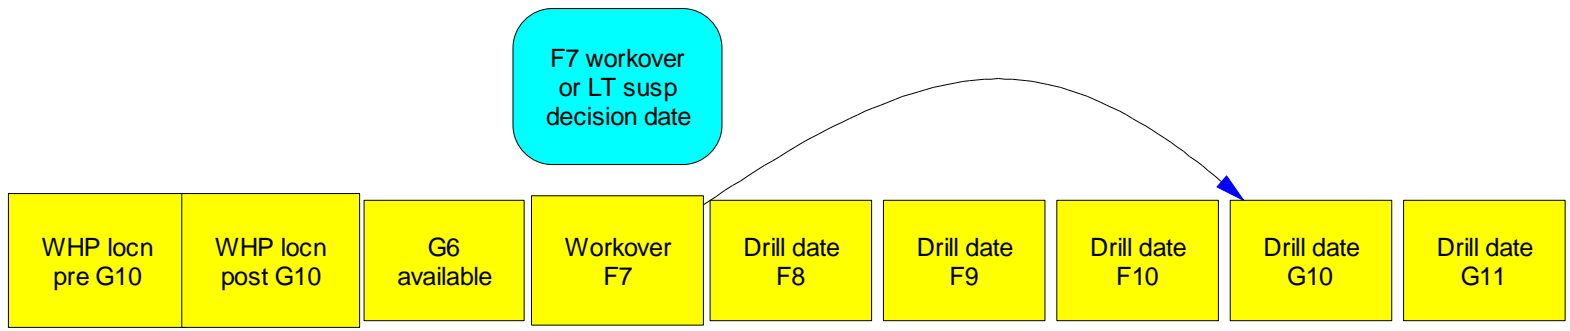 F7 workover
or LT susp
decision date
WHP locn
pre G10
WHP locn
post G10
G6
available
Workover
F7
Drill date
F8
Drill date
F9
Drill date
F10
Drill date
G10
Drill date
G11